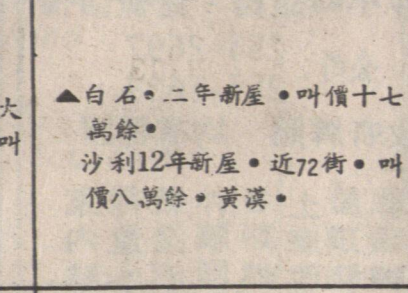 大
叫
▲白石•二年新屋•叫價十七
萬餘•
沙利12年新屋•近72街•叫
價八萬餘•黃漢•